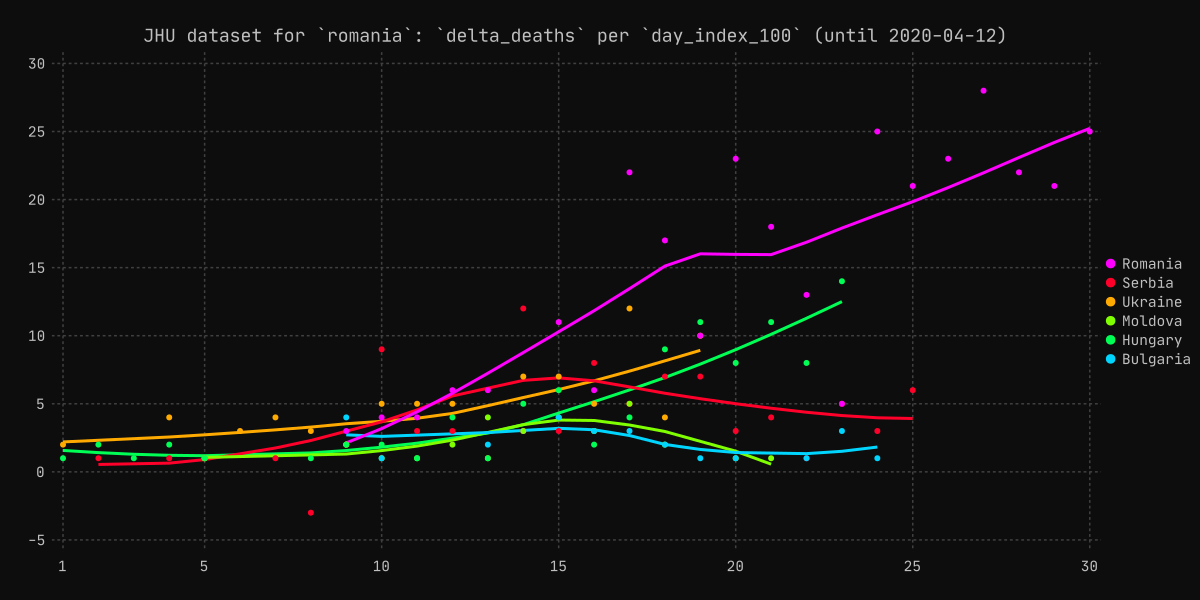 JHU dataset for `romania`: `delta_deaths` per `day_index_100` (until 2020-04-12)
30
25
20
15
10
5
0
-5
1 5 10 15 20 25 30
Romania
Serbia
Ukraine
Moldova
Hungary
Bulgaria